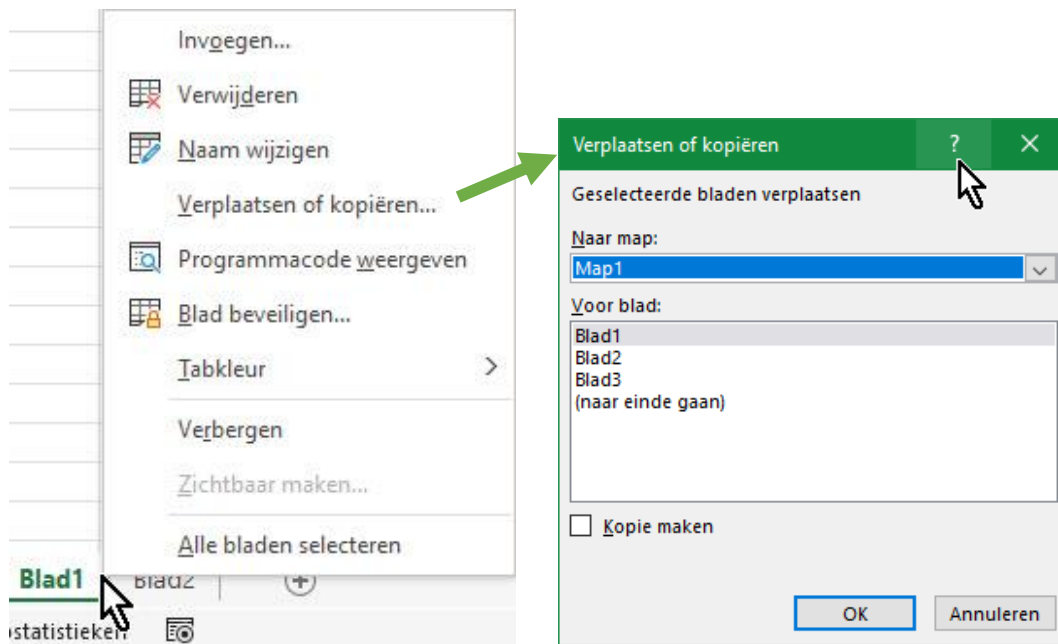 Invoegen...
Verwijderen
Naam wijzigen
Verplaatsen of kopiëren...
Programmacode weergeven
Blad beveiligen...
Tabkleur
Verbergen
Zichtbaar maken...
Alle bladen selecteren
Blad1
Blad2
statistieken
Verplaatsen of kopiëren
?
Geselecteerde bladen verplaatsen
Naar map:
Map1
Voor blad:
Blad1
Blad2
Blad3
(naar einde gaan)
Kopie maken
OK
Annuleren